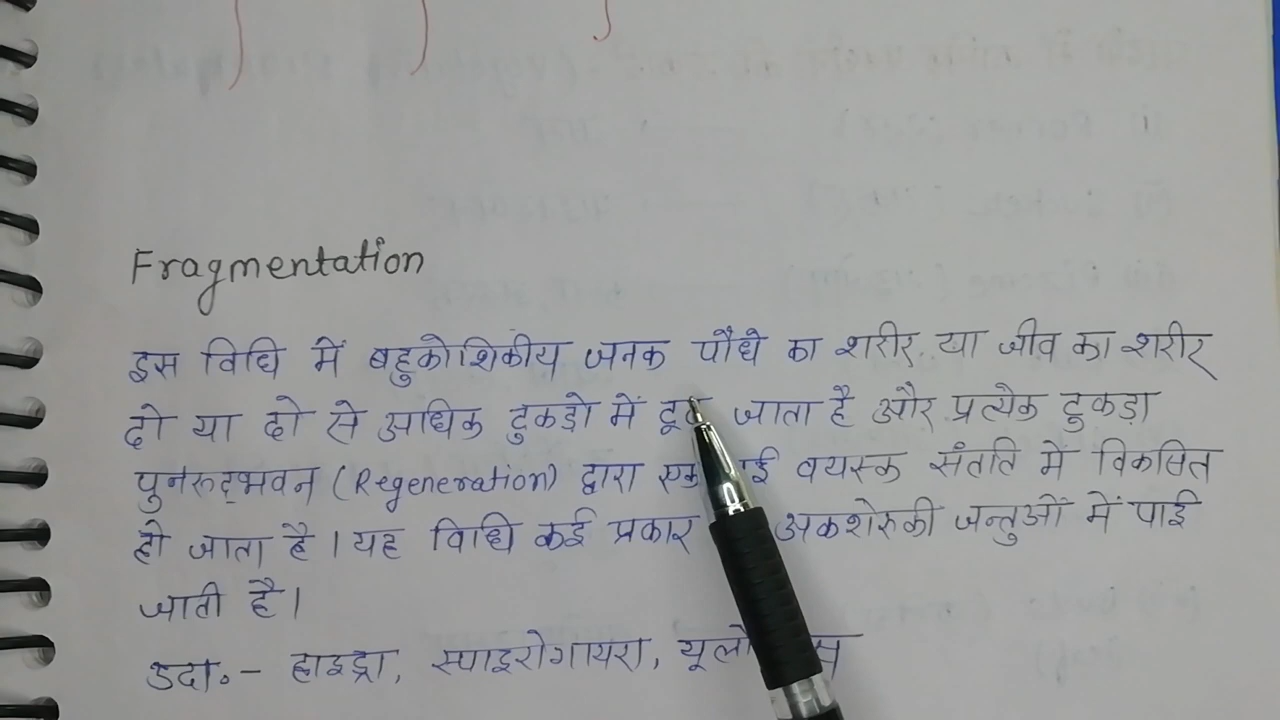 Fragmentation
इस विधि में बहुकोशिकीय जनक पौधे का शरीर या जीव का शरीर
दो या दो से अधिक टुकड़ो में जाता है और प्रत्येक टुकड़ा
पुनरुद्भवन (Regeneration) द्वारा एक वयस्क संतति में विकसित
हो जाता है। यह विधि कई प्रकार अकशेरुकी जन्तुओं में पाई
जाती है।
उदा.- हाइड्रा, स्पाइरोगायरा,